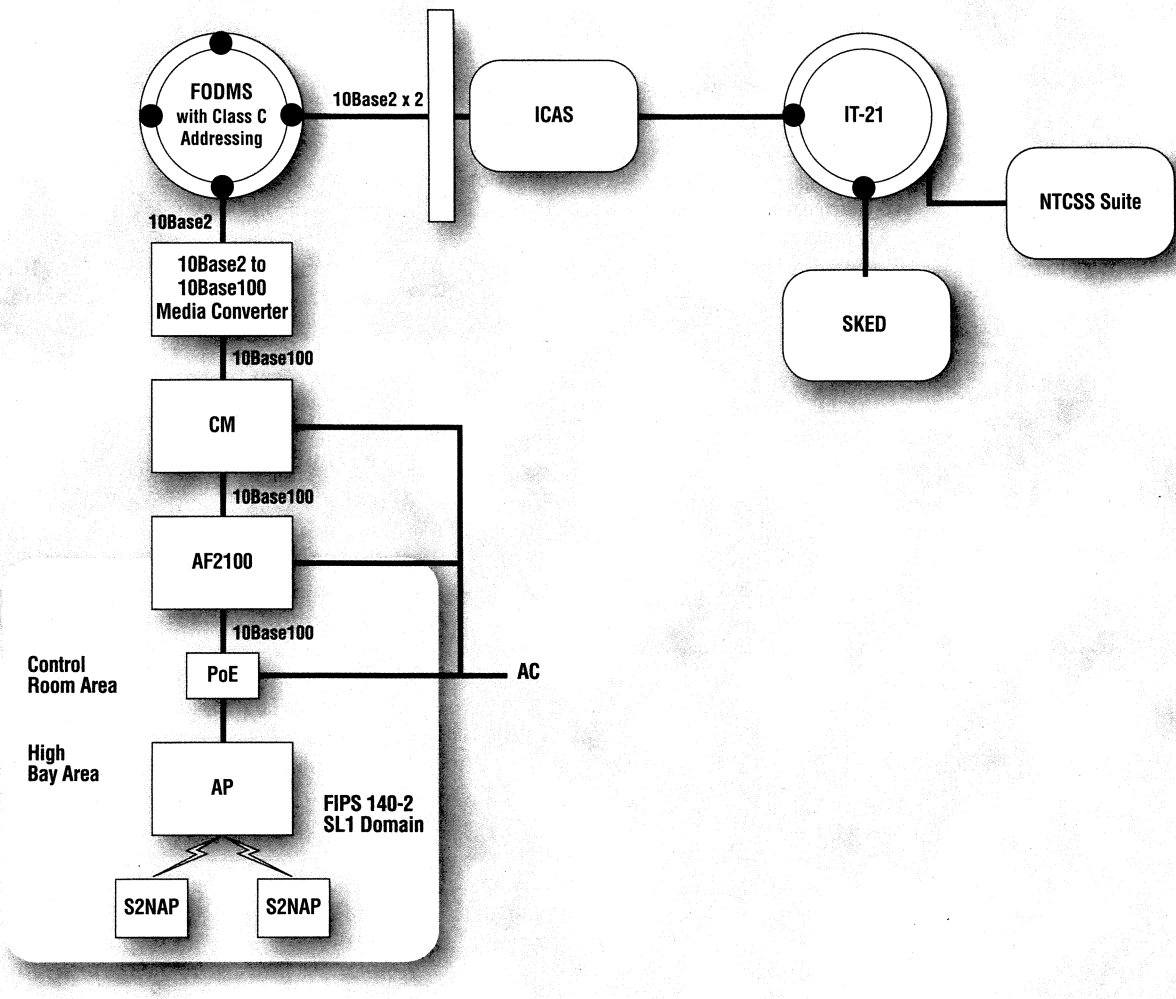 FODMS
with Class C
Addressing
10Base2 x 2
ICAS
IT-21
NTCSS Suite
SKED
10Base2
10Base2 to
10Base100
Media Converter
10Base100
CM
10Base100
AF2100
10Base100
Control
Room Area
PoE
AC
High
Bay Area
AP
FIPS 140-2
SL1 Domain
S2NAP
S2NAP